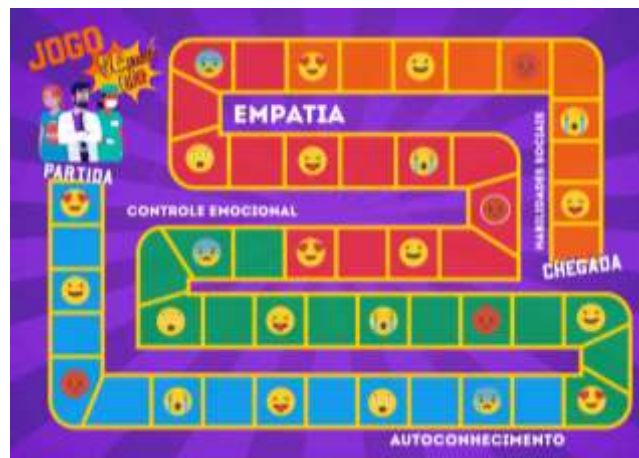 JOGO
PARTIDA
EMPATIA
CONTROLE EMOCIONAL
HABILIDADES SOCIAIS
CHEGADA
AUTOCONHECIMENTO